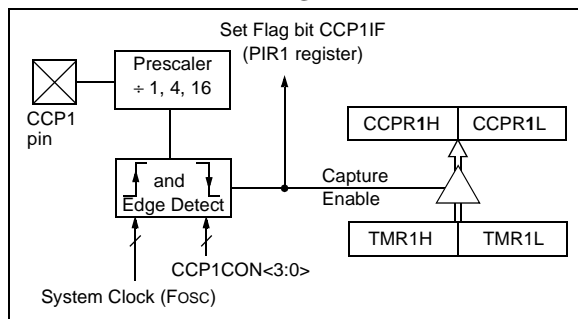 Set Flag bit CCP1IF
(PIR1 register)
Prescaler
÷ 1, 4, 16
CCP1
pin
CCPR1H
CCPR1L
and
Edge Detect
Capture
Enable
TMR1H
TMR1L
CCP1CON<3:0>
System Clock (FOSC)